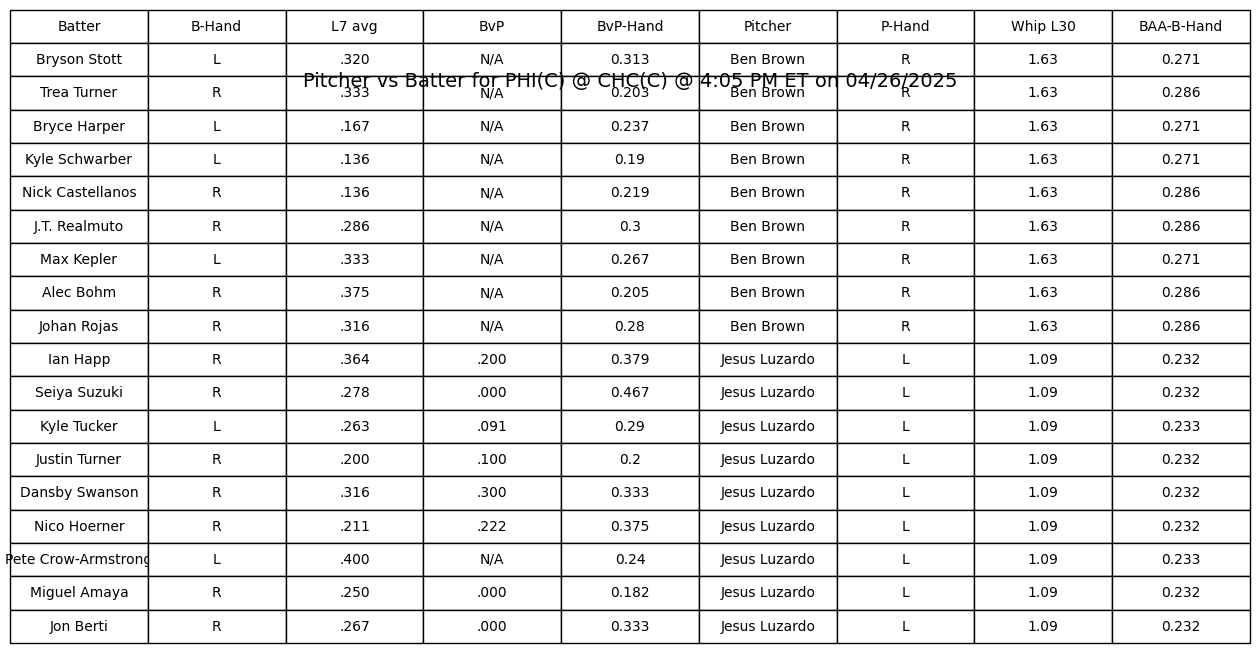 Batter B-Hand L7 avg BvP BvP-Hand Pitcher P-Hand Whip L30 BAA-B-Hand
Bryson Stott L .320 N/A 0.313 Ben Brown R 1.63 0.271
Pitcher vs Batter for PHI(C) @ CHC(C) @ 4:05 PM ET on 04/26/2025
Trea Turner R .333 N/A 0.203 Ben Brown R 1.63 0.286
Bryce Harper L .167 N/A 0.237 Ben Brown R 1.63 0.271
Kyle Schwarber L .136 N/A 0.19 Ben Brown R 1.63 0.271
Nick Castellanos R .136 N/A 0.219 Ben Brown R 1.63 0.286
J.T. Realmuto R .286 N/A 0.3 Ben Brown R 1.63 0.286
Max Kepler L .333 N/A 0.267 Ben Brown R 1.63 0.271
Alec Bohm R .375 N/A 0.205 Ben Brown R 1.63 0.286
Johan Rojas R .316 N/A 0.28 Ben Brown R 1.63 0.286
Ian Happ R .364 .200 0.379 Jesus Luzardo L 1.09 0.232
Seiya Suzuki R .278 .000 0.467 Jesus Luzardo L 1.09 0.232
Kyle Tucker L .263 .091 0.29 Jesus Luzardo L 1.09 0.233
Justin Turner R .200 .100 0.2 Jesus Luzardo L 1.09 0.232
Dansby Swanson R .316 .300 0.333 Jesus Luzardo L 1.09 0.232
Nico Hoerner R .211 .222 0.375 Jesus Luzardo L 1.09 0.232
Pete Crow-Armstrong L .400 N/A 0.24 Jesus Luzardo L 1.09 0.233
Miguel Amaya R .250 .000 0.182 Jesus Luzardo L 1.09 0.232
Jon Berti R .267 .000 0.333 Jesus Luzardo L 1.09 0.232